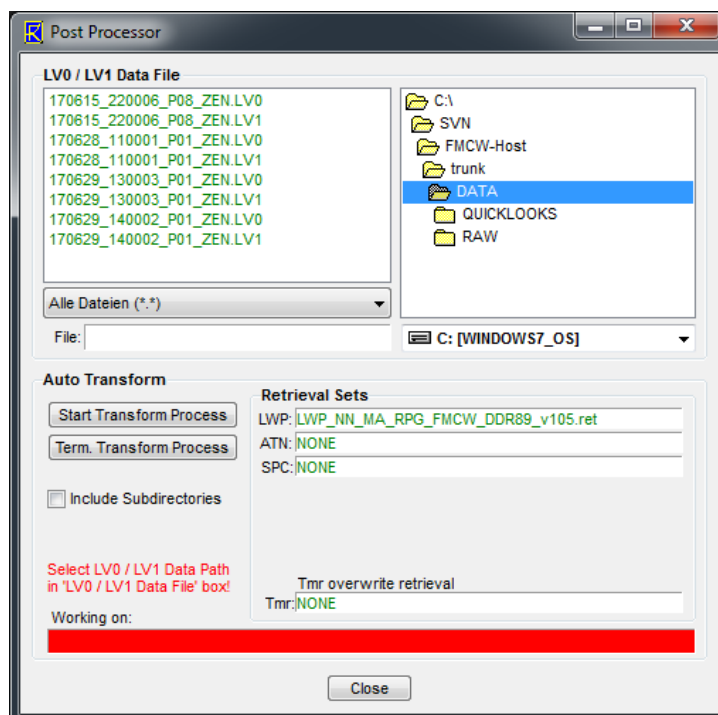 Post Processor
LV0 / LV1 Data File
170615_220006_P08_ZEN.LV0
170615_220006_P08_ZEN.LV1
170628_110001_P01_ZEN.LV0
170628_110001_P01_ZEN.LV1
170629_130003_P01_ZEN.LV0
170629_130003_P01_ZEN.LV1
170629_140002_P01_ZEN.LV0
170629_140002_P01_ZEN.LV1
Alle Dateien (*.*)
File:
C:\
SVN
FMCW-Host
trunk
DATA
QUICKLOOKS
RAW
C: [WINDOWS7_OS]
Auto Transform
Start Transform Process
Term. Transform Process
Include Subdirectories
Select LV0 / LV1 Data Path
in 'LV0 / LV1 Data File' box!
Working on:
Retrieval Sets
LWP: LWP_NN_MA_RPG_FMCW_DDR89_v105.ret
ATN: NONE
SPC: NONE
Tmr overwrite retrieval
Tmr: NONE
Close